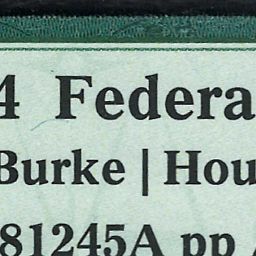 4 Federa
Burke | Hou
81245A pp